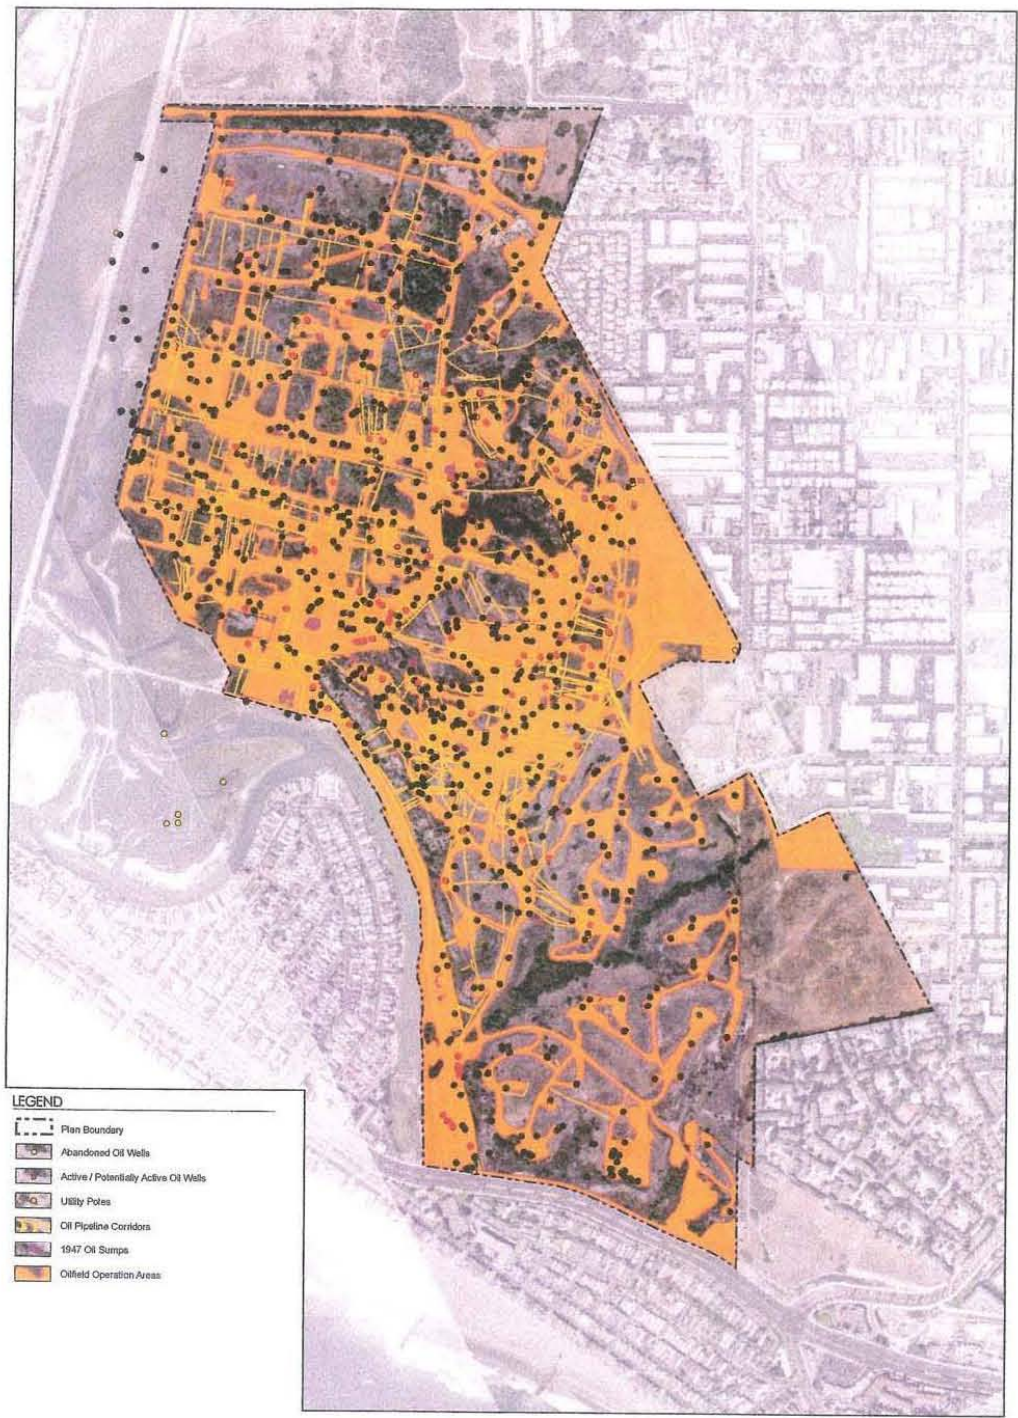 LEGEND
Plan Boundary
Abandoned Oil Wells
Active / Potentially Active Oil Wells
Utility Poles
Oil Pipeline Corridors
1947 Oil Sumps
Oilfield Operation Areas